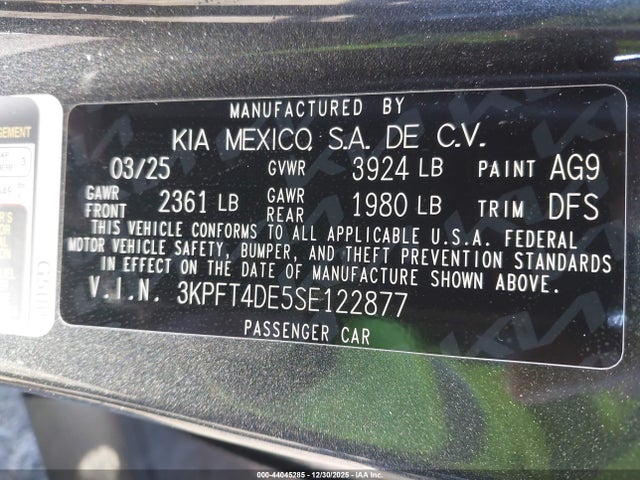 MANUFACTURED BY
KIA MEXICO, S.A. DE C.V.
03/25 GVWR 3924 LB PAINT AG9
GAWR FRONT 2361 LB GAWR REAR 1980 LB TRIM DFS
THIS VEHICLE CONFORMS TO ALL APPLICABLE U.S.A. FEDERAL
MOTOR VEHICLE SAFETY, BUMPER, AND THEFT PREVENTION STANDARDS
IN EFFECT ON THE DATE OF MANUFACTURE SHOWN ABOVE.
V.I.N. 3KPFT4DE5SE122877
PASSENGER CAR
000-44045285 - 12/30/2025 - IAAI.COM